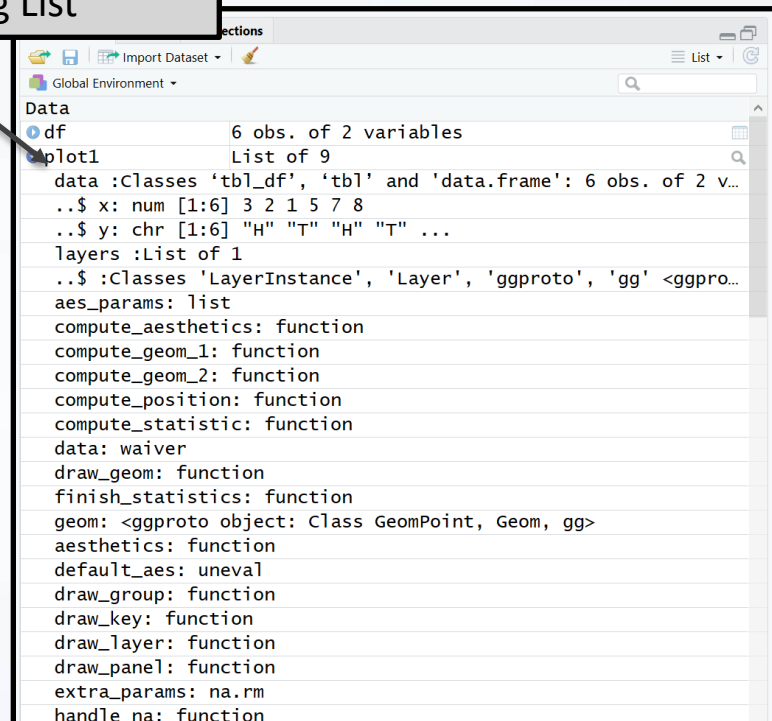 g List
ections
Import Dataset
List
Global Environment
Data
df 6 obs. of 2 variables
plot1 List of 9
data :Classes ‘tbl_df’, ‘tbl’ and 'data.frame': 6 obs. of 2 v…
..$ x: num [1:6] 3 2 1 5 7 8
..$ y: chr [1:6] "H" "T" "H" "T" ...
layers :List of 1
..$ :Classes 'LayerInstance', 'Layer', 'ggproto', 'gg' <ggpro…
aes_params: list
compute_aesthetics: function
compute_geom_1: function
compute_geom_2: function
compute_position: function
compute_statistic: function
data: waiver
draw_geom: function
finish_statistics: function
geom: <ggproto object: Class GeomPoint, Geom, gg>
aesthetics: function
default_aes: uneval
draw_group: function
draw_key: function
draw_layer: function
draw_panel: function
extra_params: na.rm
handle_na: function